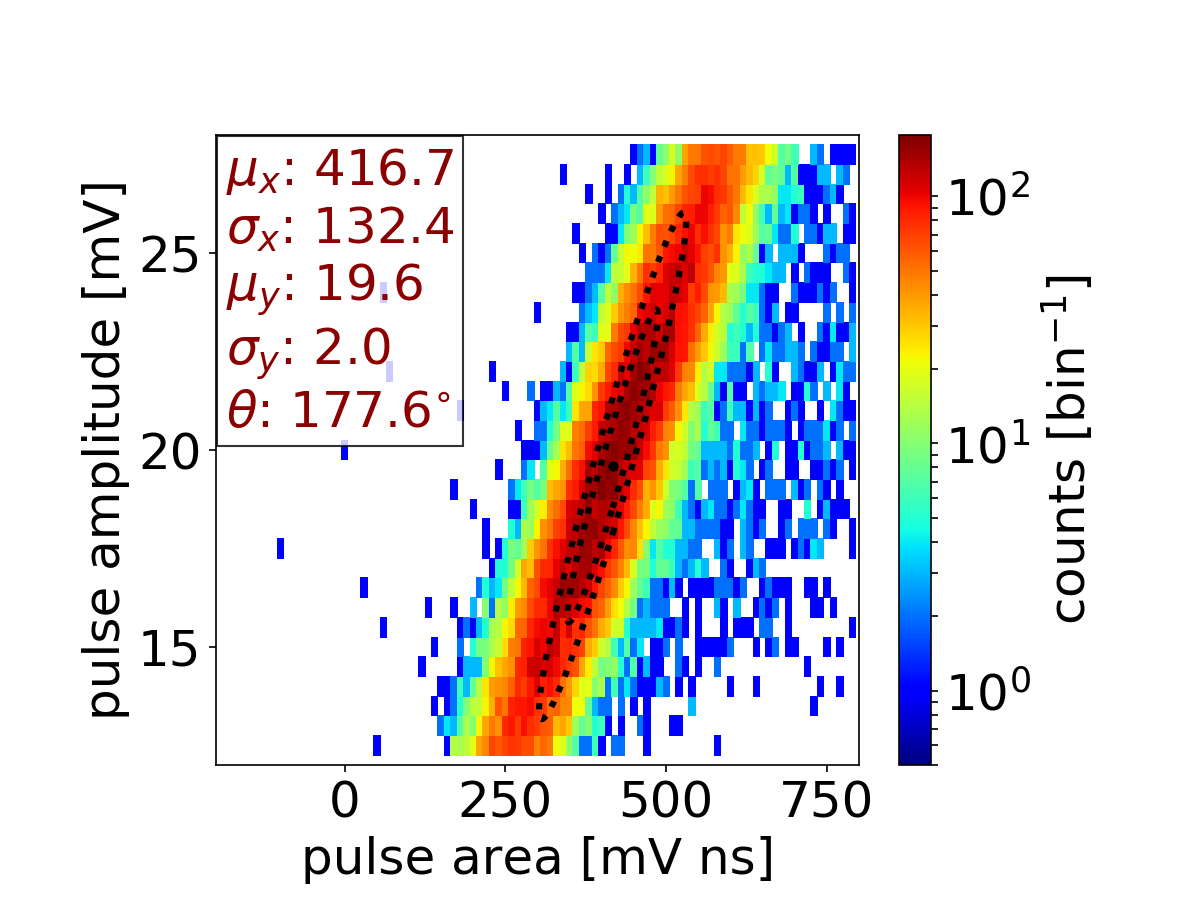 μx: 416.7
σx: 132.4
μy: 19.6
σy: 2.0
θ: 177.6°
25
20
15
pulse amplitude [mV]
0 250 500 750
pulse area [mV ns]
10²
10¹
10⁰
counts [bin⁻¹]